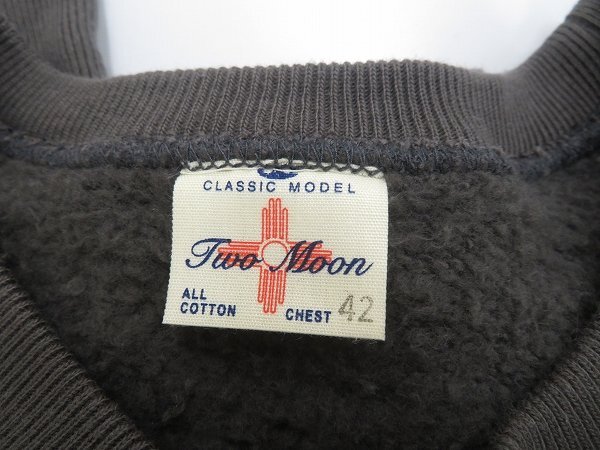 CLASSIC MODEL
Two Moon
ALL
COTTON CHEST 42